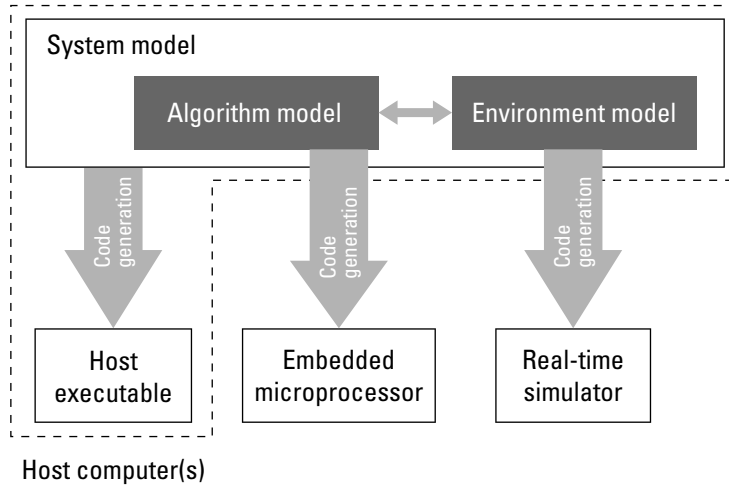 System model
Algorithm model
Environment model
Code
generation
Code
generation
Code
generation
Host
executable
Embedded
microprocessor
Real-time
simulator
Host computer(s)